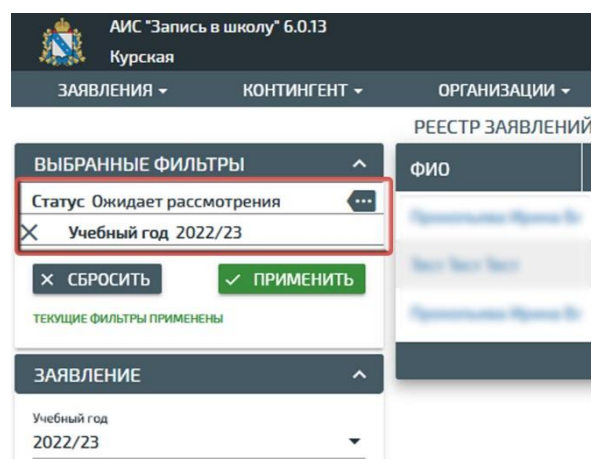 АИС "Запись в школу" 6.0.13
Курская
ЗАЯВЛЕНИЯ КОНТИНГЕНТ ОРГАНИЗАЦИИ
РЕЕСТР ЗАЯВЛЕНИЙ
ВЫБРАННЫЕ ФИЛЬТРЫ
ФИО
Статус Ожидает рассмотрения
Учебный год 2022/23
СБРОСИТЬ ПРИМЕНИТЬ
ТЕКУЩИЕ ФИЛЬТРЫ ПРИМЕНЕНЫ
ЗАЯВЛЕНИЕ
Учебный год
2022/23